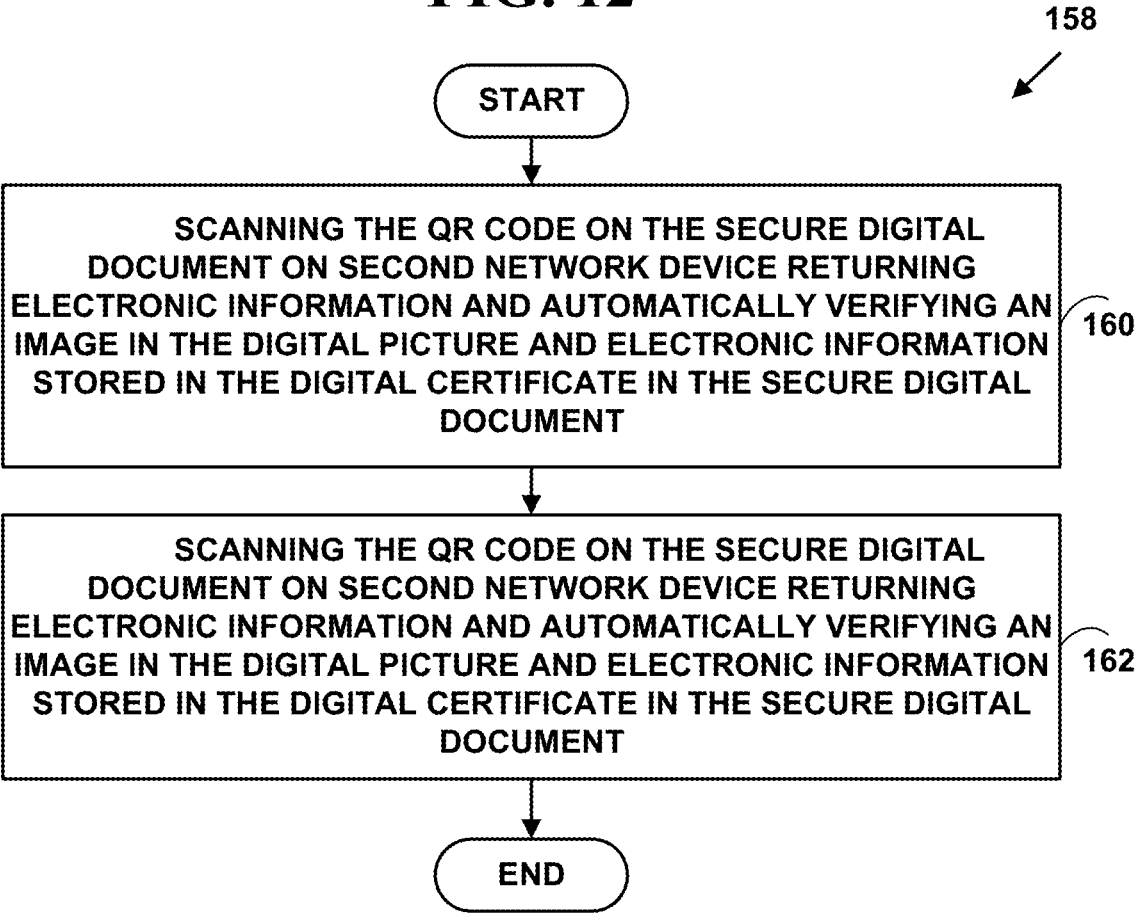 FIG. 12
158
START
SCANNING THE QR CODE ON THE SECURE DIGITAL
DOCUMENT ON SECOND NETWORK DEVICE RETURNING
ELECTRONIC INFORMATION AND AUTOMATICALLY VERIFYING AN
IMAGE IN THE DIGITAL PICTURE AND ELECTRONIC INFORMATION
STORED IN THE DIGITAL CERTIFICATE IN THE SECURE DIGITAL
DOCUMENT
160
SCANNING THE QR CODE ON THE SECURE DIGITAL
DOCUMENT ON SECOND NETWORK DEVICE RETURNING
ELECTRONIC INFORMATION AND AUTOMATICALLY VERIFYING AN
IMAGE IN THE DIGITAL PICTURE AND ELECTRONIC INFORMATION
STORED IN THE DIGITAL CERTIFICATE IN THE SECURE DIGITAL
DOCUMENT
162
END